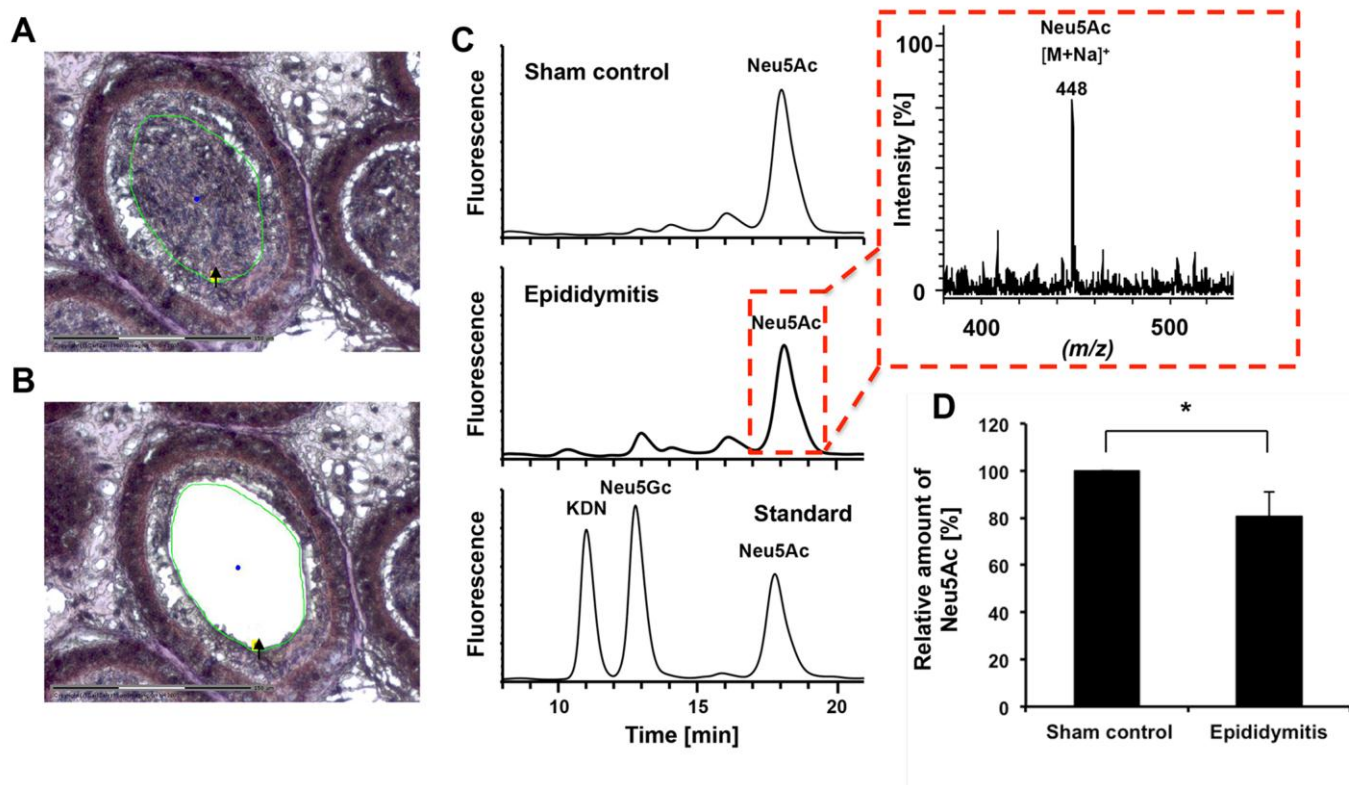 A
B
C
Fluorescence
Sham control
Neu5Ac
Fluorescence
Epididymitis
Neu5Ac
Fluorescence
KDN
Neu5Gc
Standard
Neu5Ac
10
15
20
Time [min]
Neu5Ac
[M+Na]⁺
448
100
0
Intensity [%]
400
500
(m/z)
D
*
Relative amount of
Neu5Ac [%]
120
100
80
60
40
20
0
Sham control
Epididymitis